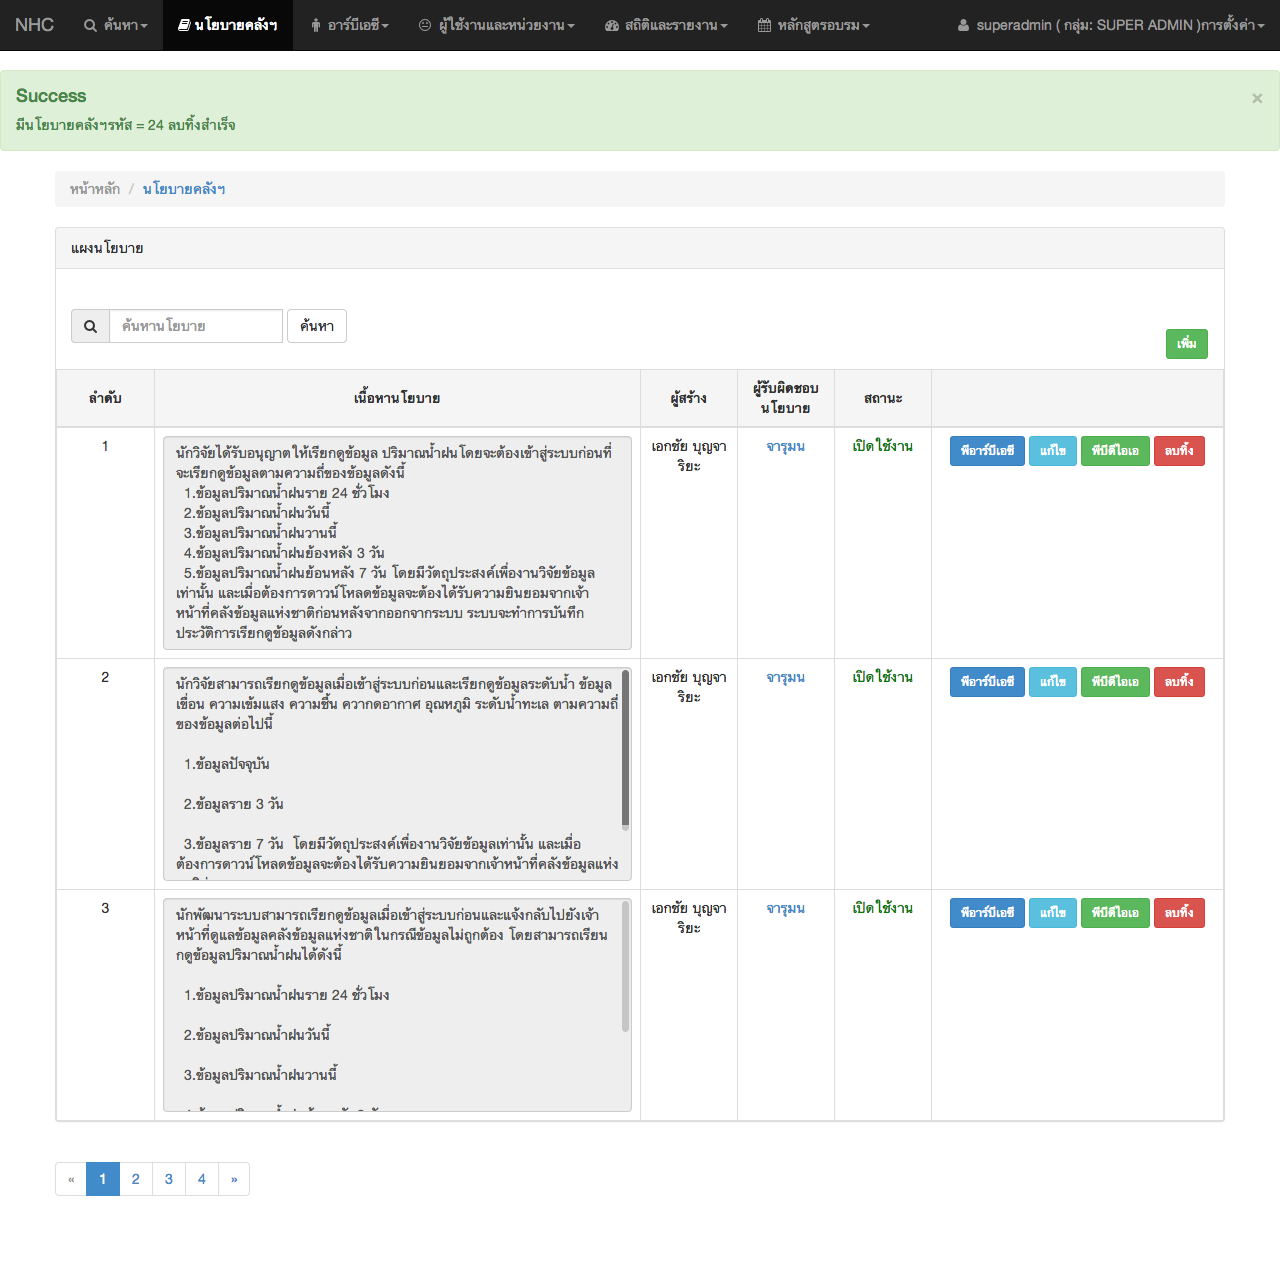 NHC ค้นหา นโยบายคลังฯ อาร์บีเอซี ผู้ใช้งานและหน่วยงาน สถิติและรายงาน หลักสูตรอบรม superadmin ( กลุ่ม: SUPER ADMIN )การตั้งค่า
Success ×
มีนโยบายคลังฯรหัส = 24 ลบทิ้งสำเร็จ
หน้าหลัก / นโยบายคลังฯ
แผงนโยบาย
ค้นหานโยบาย ค้นหา
เพิ่ม
ลำดับ เนื้อหานโยบาย ผู้สร้าง ผู้รับผิดชอบ สถานะ
นโยบาย
1 นักวิจัยได้รับอนุญาตให้เรียกดูข้อมูล ปริมาณน้ำฝนโดยจะต้องเข้าสู่ระบบก่อนที่ เอกชัย บุญจา จารุมน เปิดใช้งาน พีอาร์บีเอซี แก้ไข พีบีดีไอเอ ลบทิ้ง
จะเรียกดูข้อมูลตามความถี่ของข้อมูลดังนี้ ริยะ
1.ข้อมูลปริมาณน้ำฝนราย 24 ชั่วโมง
2.ข้อมูลปริมาณน้ำฝนวันนี้
3.ข้อมูลปริมาณน้ำฝนวานนี้
4.ข้อมูลปริมาณน้ำฝนย้องหลัง 3 วัน
5.ข้อมูลปริมาณน้ำฝนย้อนหลัง 7 วัน โดยมีวัตถุประสงค์เพื่องานวิจัยข้อมูล
เท่านั้น และเมื่อต้องการดาวน์โหลดข้อมูลจะต้องได้รับความยินยอมจากเจ้า
หน้าที่คลังข้อมูลแห่งชาติก่อนหลังจากออกจากระบบ ระบบจะทำการบันทึก
ประวัติการเรียกดูข้อมูลดังกล่าว
2 นักวิจัยสามารถเรียกดูข้อมูลเมื่อเข้าสู่ระบบก่อนและเรียกดูข้อมูลระดับน้ำ ข้อมูล เอกชัย บุญจา จารุมน เปิดใช้งาน พีอาร์บีเอซี แก้ไข พีบีดีไอเอ ลบทิ้ง
เขื่อน ความเข้มแสง ความชื้น ควากดอากาศ อุณหภูมิ ระดับน้ำทะเล ตามความถี่ ริยะ
ของข้อมูลต่อไปนี้
1.ข้อมูลปัจจุบัน
2.ข้อมูลราย 3 วัน
3.ข้อมูลราย 7 วัน โดยมีวัตถุประสงค์เพื่องานวิจัยข้อมูลเท่านั้น และเมื่อ
ต้องการดาวน์โหลดข้อมูลจะต้องได้รับความยินยอมจากเจ้าหน้าที่คลังข้อมูลแห่ง
3 นักพัฒนาระบบสามารถเรียกดูข้อมูลเมื่อเข้าสู่ระบบก่อนและแจ้งกลับไปยังเจ้า เอกชัย บุญจา จารุมน เปิดใช้งาน พีอาร์บีเอซี แก้ไข พีบีดีไอเอ ลบทิ้ง
หน้าที่ดูแลข้อมูลคลังข้อมูลแห่งชาติในกรณีข้อมูลไม่ถูกต้อง โดยสามารถเรียน ริยะ
กดูข้อมูลปริมาณน้ำฝนได้ดังนี้
1.ข้อมูลปริมาณน้ำฝนราย 24 ชั่วโมง
2.ข้อมูลปริมาณน้ำฝนวันนี้
3.ข้อมูลปริมาณน้ำฝนวานนี้
« 1 2 3 4 »